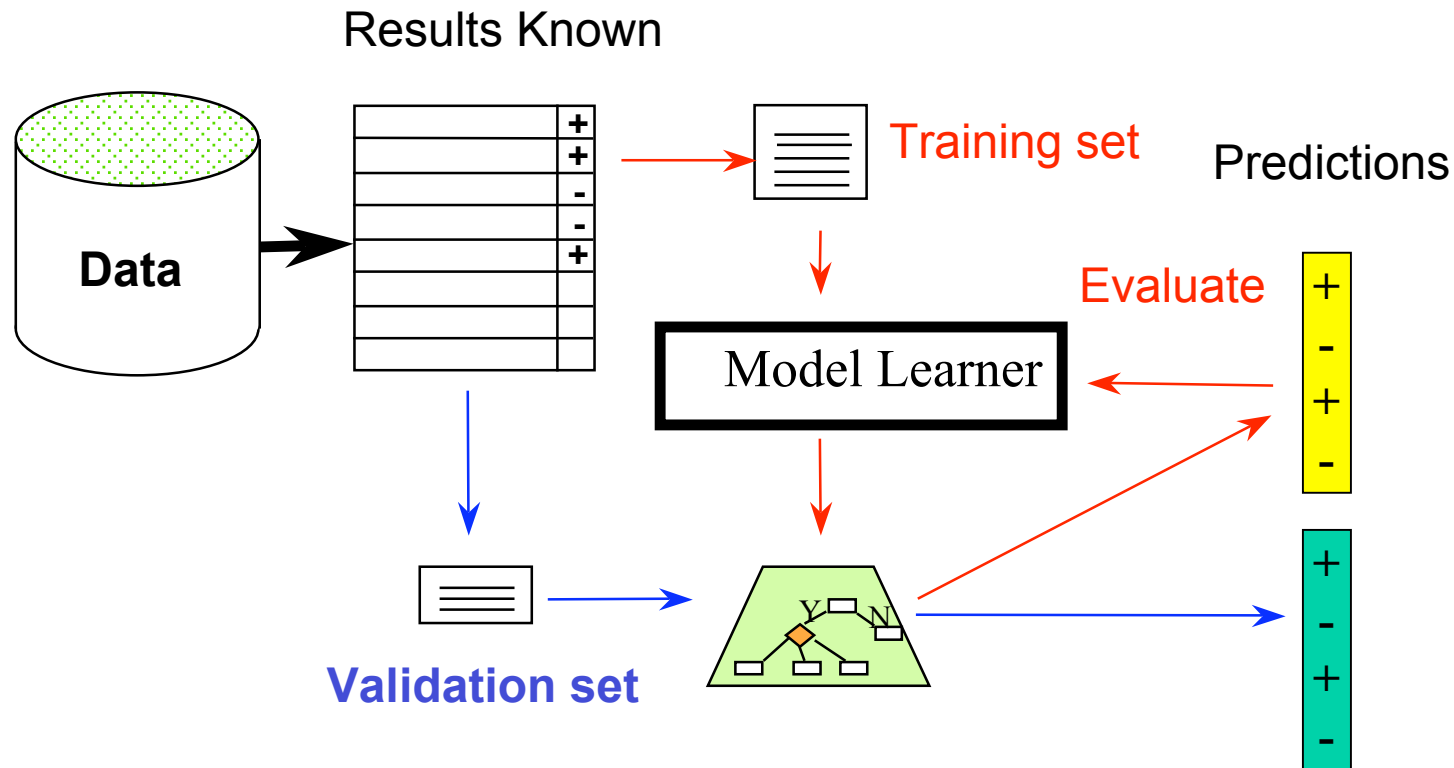 Results Known
Data
+
+
-
-
+
Training set
Predictions
Evaluate
Model Learner
+
-
+
-
Validation set
Y
N
+
-
+
-